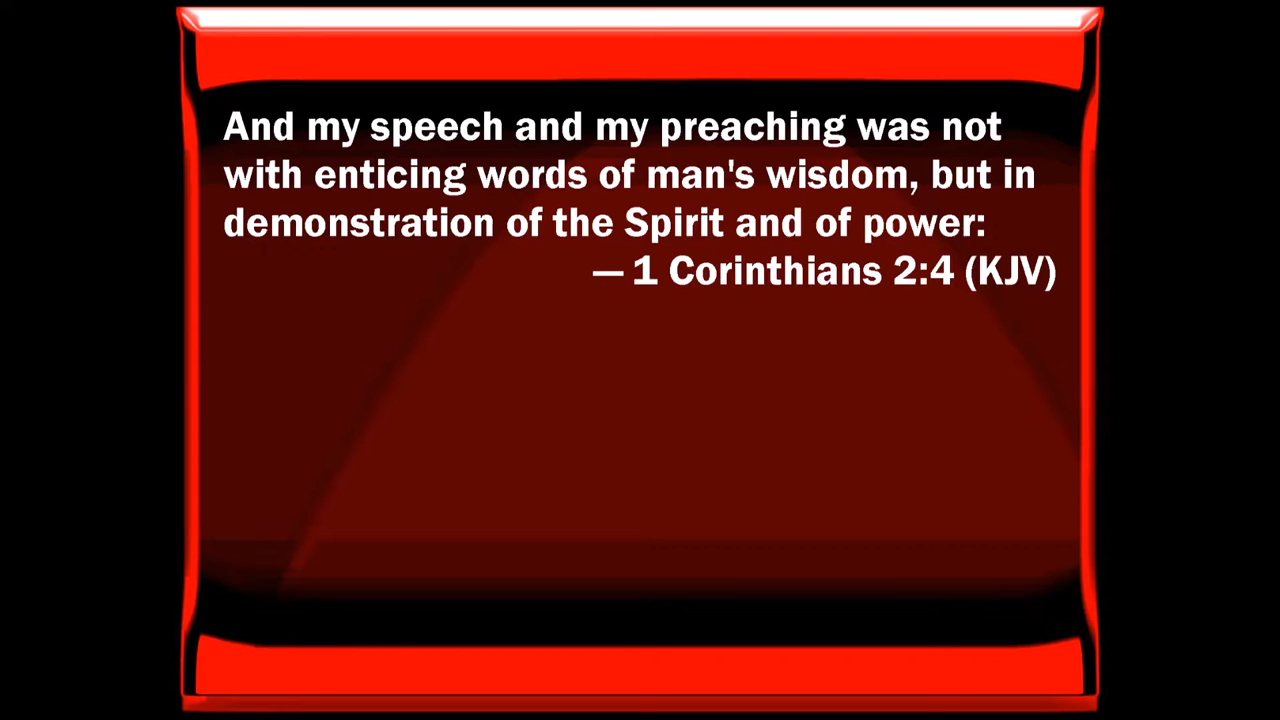 And my speech and my preaching was not
with enticing words of man's wisdom, but in
demonstration of the Spirit and of power:
— 1 Corinthians 2:4 (KJV)